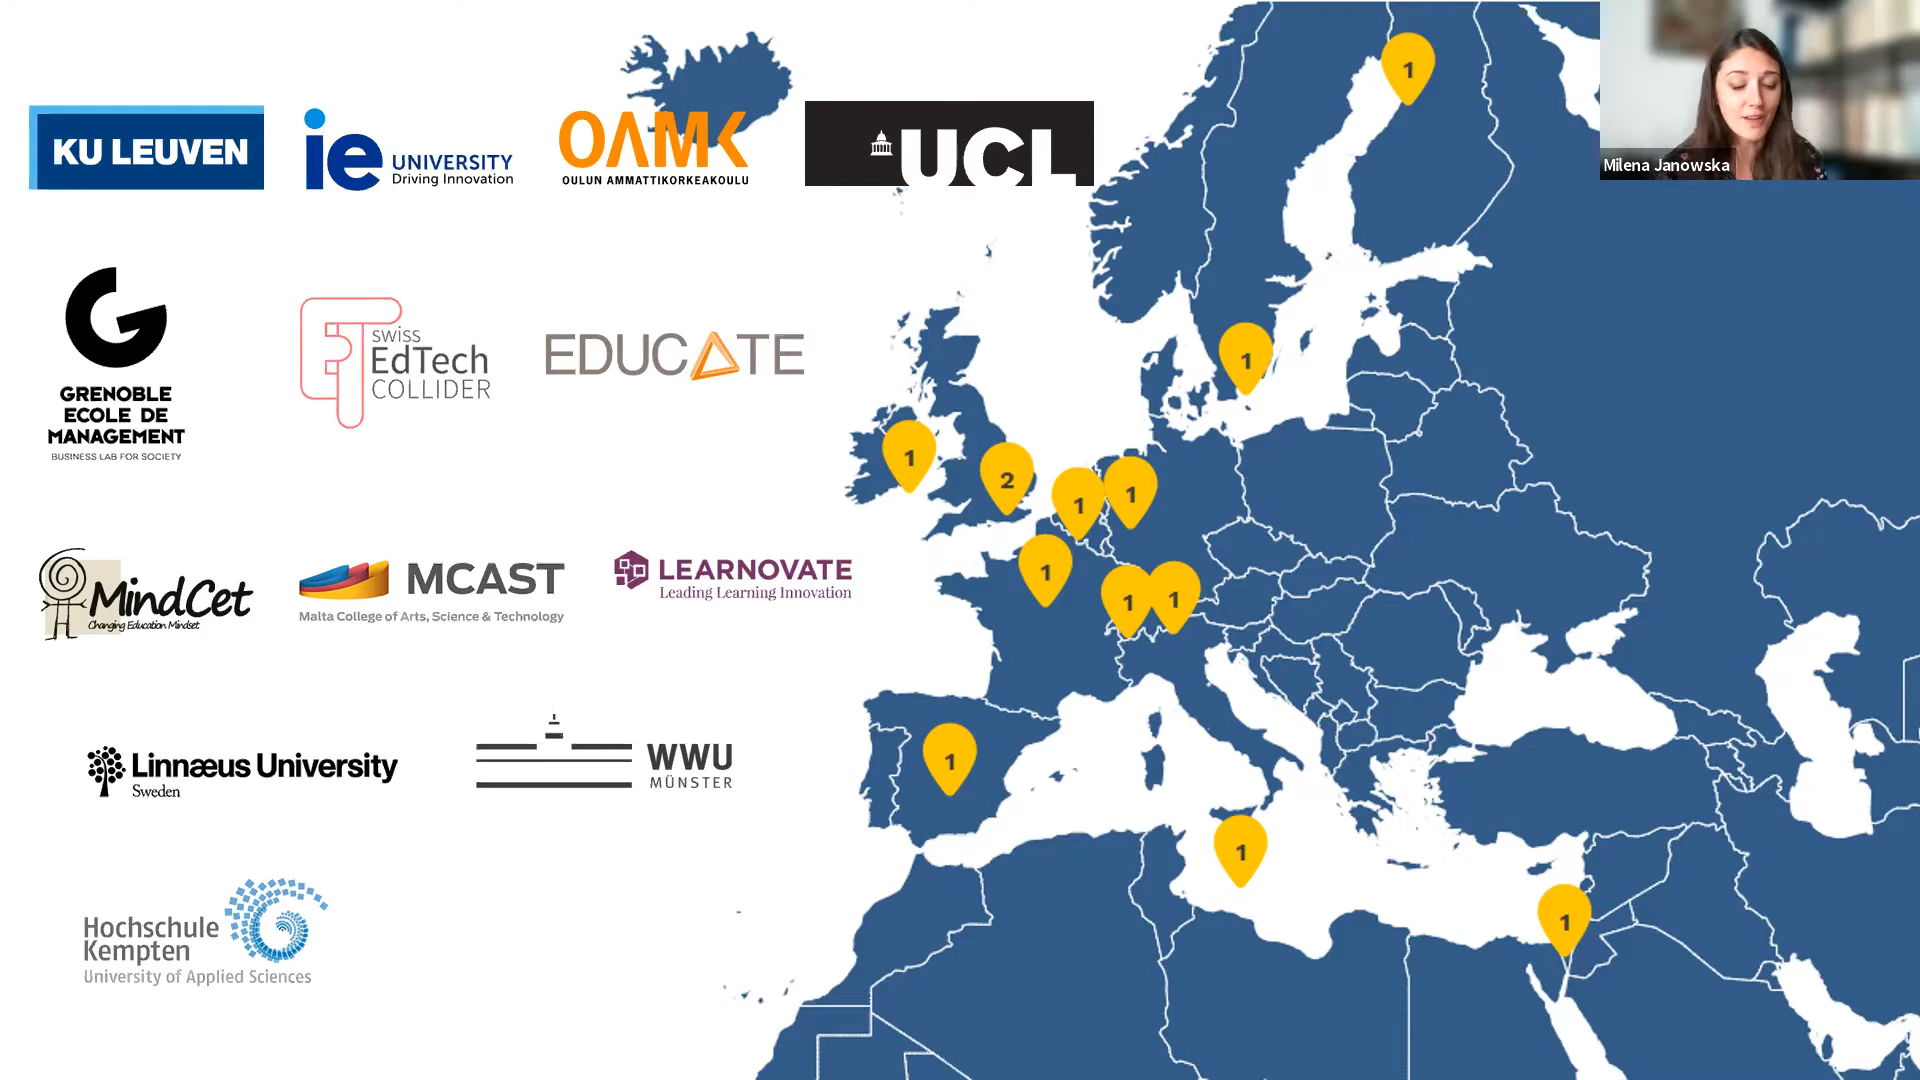 KU LEUVEN
ie UNIVERSITY
Driving Innovation
OAMK
OULUN AMMATTIKORKEAKOULU
UCL
Milena Janowska
GRENOBLE
ECOLE DE
MANAGEMENT
BUSINESS LAB FOR SOCIETY
swiss
EdTech
COLLIDER
EDUCATE
MindCet
Changing Education Mindset
MCAST
Malta College of Arts, Science & Technology
LEARNOVATE
Leading Learning Innovation
Linnæus University
Sweden
WWU
MÜNSTER
Hochschule
Kempten
University of Applied Sciences
1
1
1
2
1
1
1
1
1
1
1
1